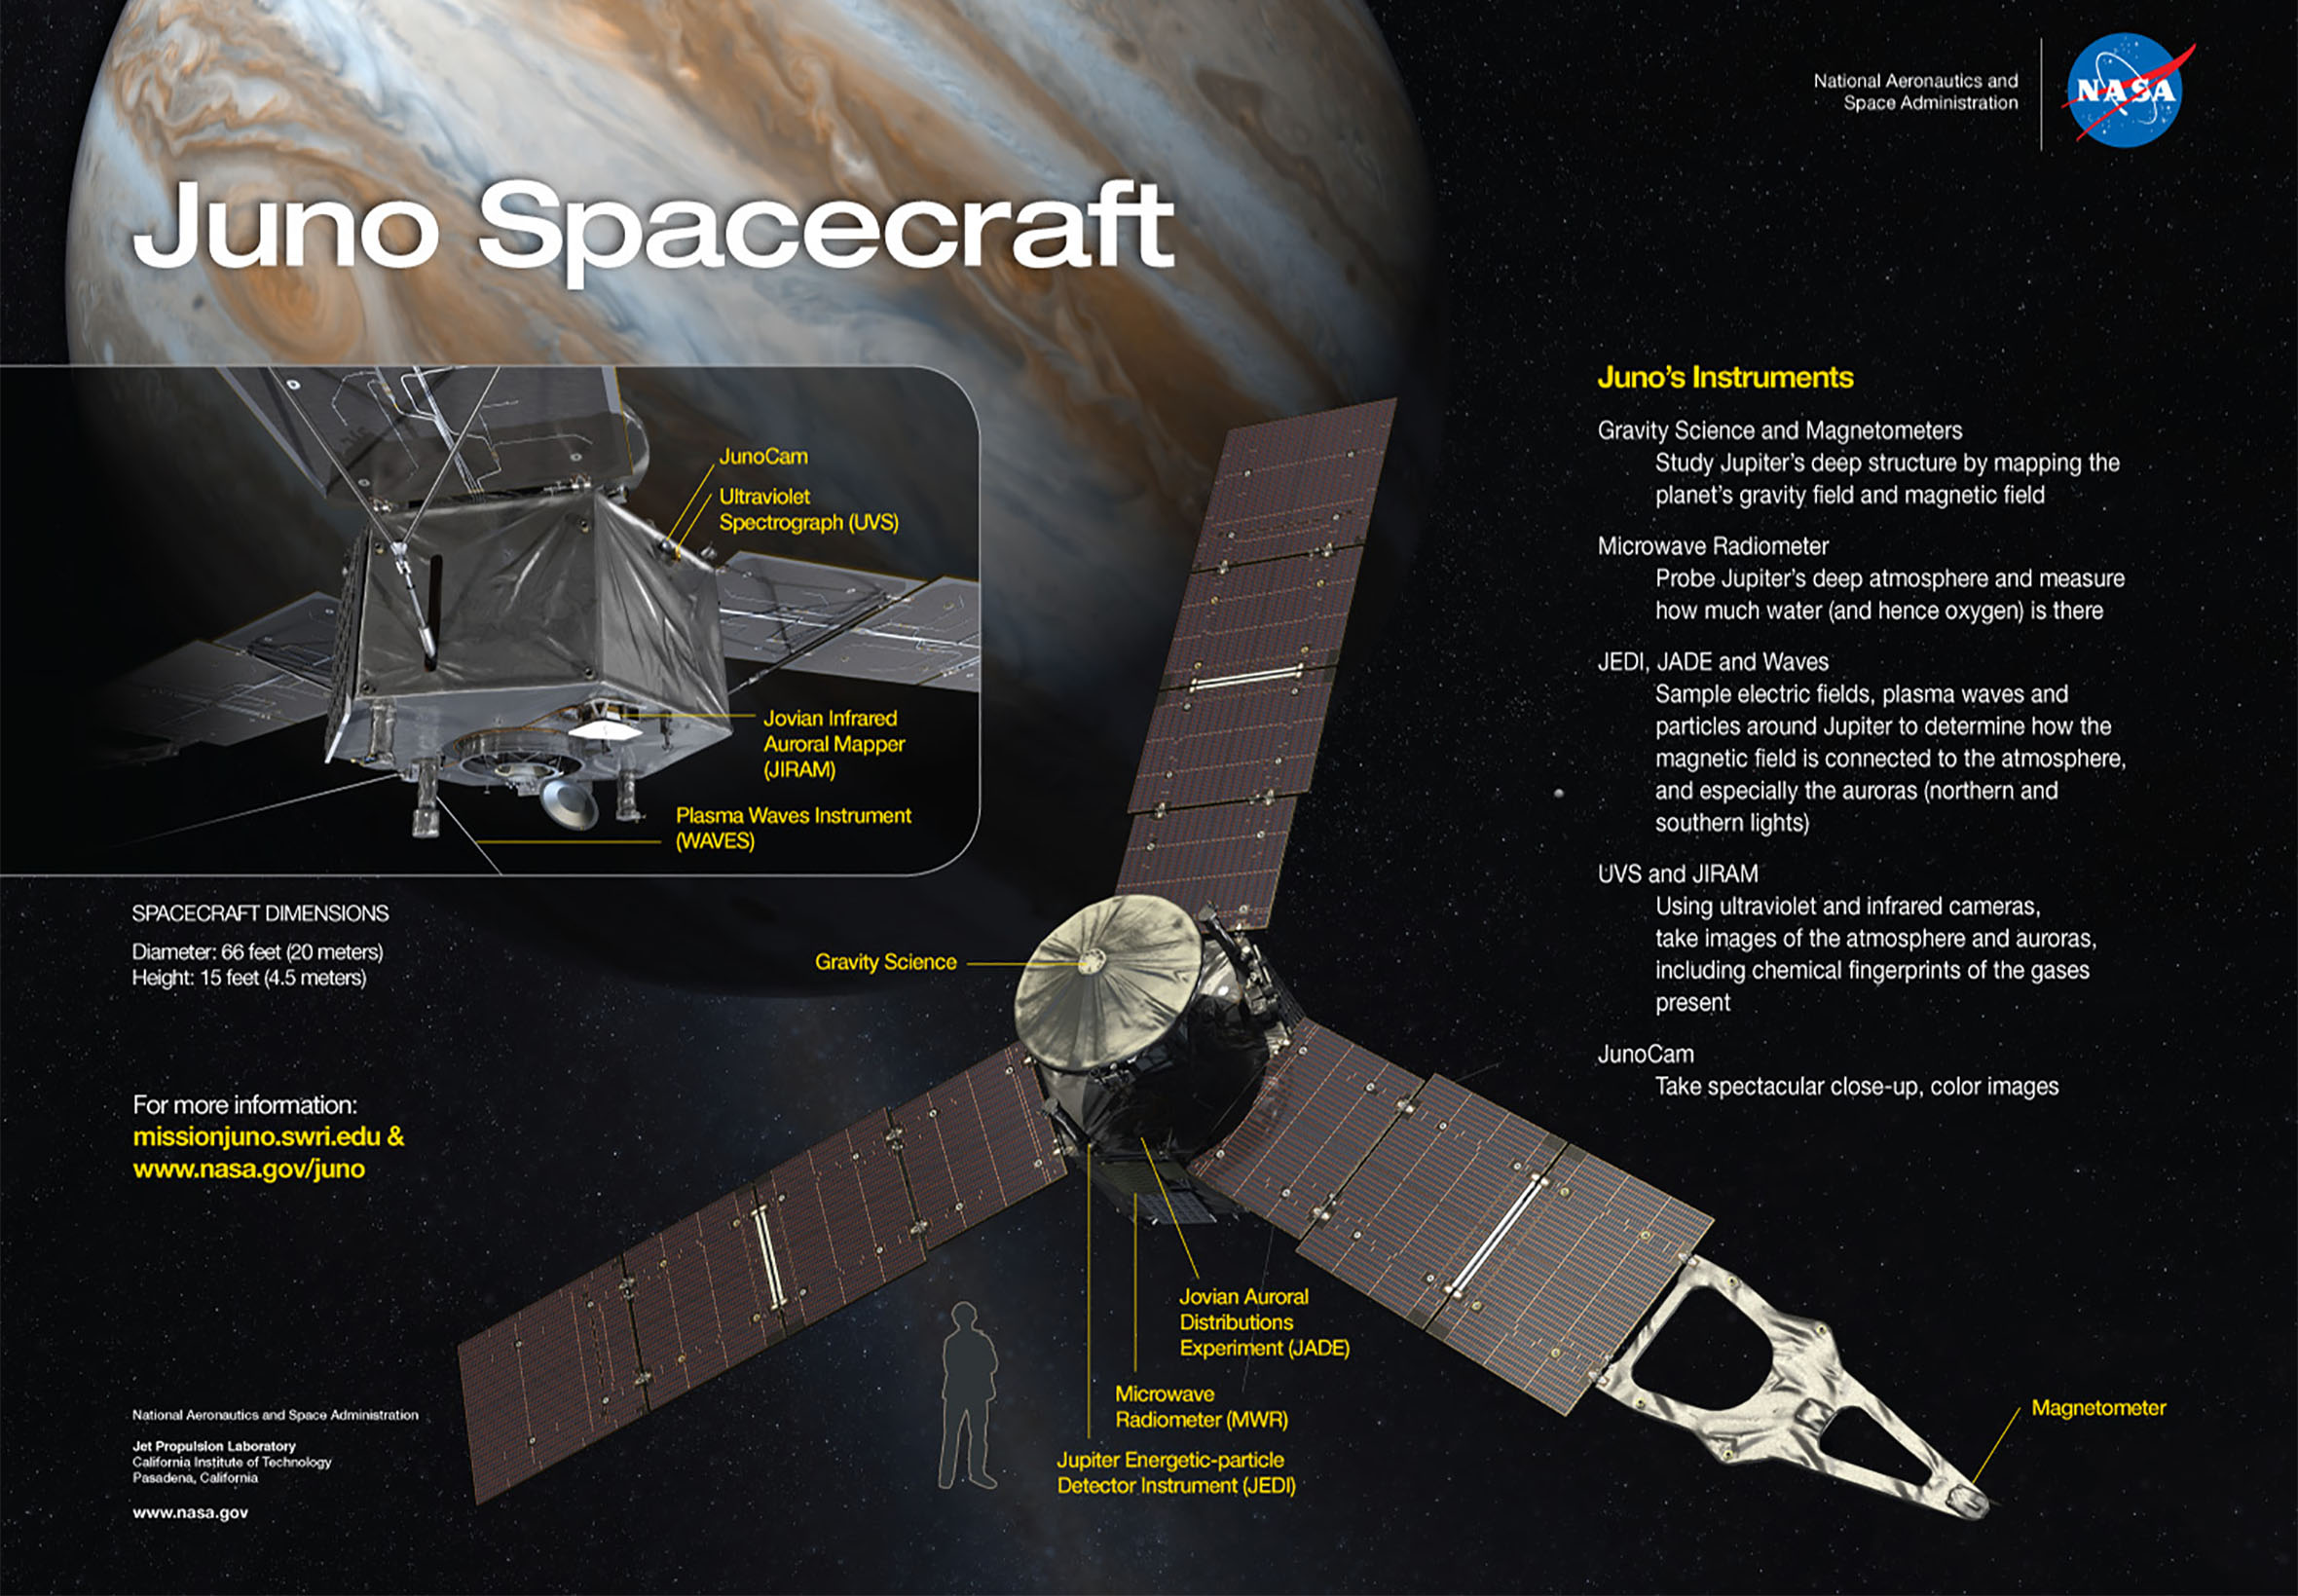 National Aeronautics and
Space Administration
NASA
Juno Spacecraft
JunoCam
Ultraviolet
Spectrograph (UVS)
Jovian Infrared
Auroral Mapper
(JIRAM)
Plasma Waves Instrument
(WAVES)
SPACECRAFT DIMENSIONS
Diameter: 66 feet (20 meters)
Height: 15 feet (4.5 meters)
For more information:
missionjuno.swri.edu &
www.nasa.gov/juno
National Aeronautics and Space Administration
Jet Propulsion Laboratory
California Institute of Technology
Pasadena, California
www.nasa.gov
Gravity Science
Jovian Auroral
Distributions
Experiment (JADE)
Microwave
Radiometer (MWR)
Jupiter Energetic-particle
Detector Instrument (JEDI)
Magnetometer
Juno's Instruments
Gravity Science and Magnetometers
Study Jupiter's deep structure by mapping the
planet's gravity field and magnetic field
Microwave Radiometer
Probe Jupiter's deep atmosphere and measure
how much water (and hence oxygen) is there
JEDI, JADE and Waves
Sample electric fields, plasma waves and
particles around Jupiter to determine how the
magnetic field is connected to the atmosphere,
and especially the auroras (northern and
southern lights)
UVS and JIRAM
Using ultraviolet and infrared cameras,
take images of the atmosphere and auroras,
including chemical fingerprints of the gases
present
JunoCam
Take spectacular close-up, color images